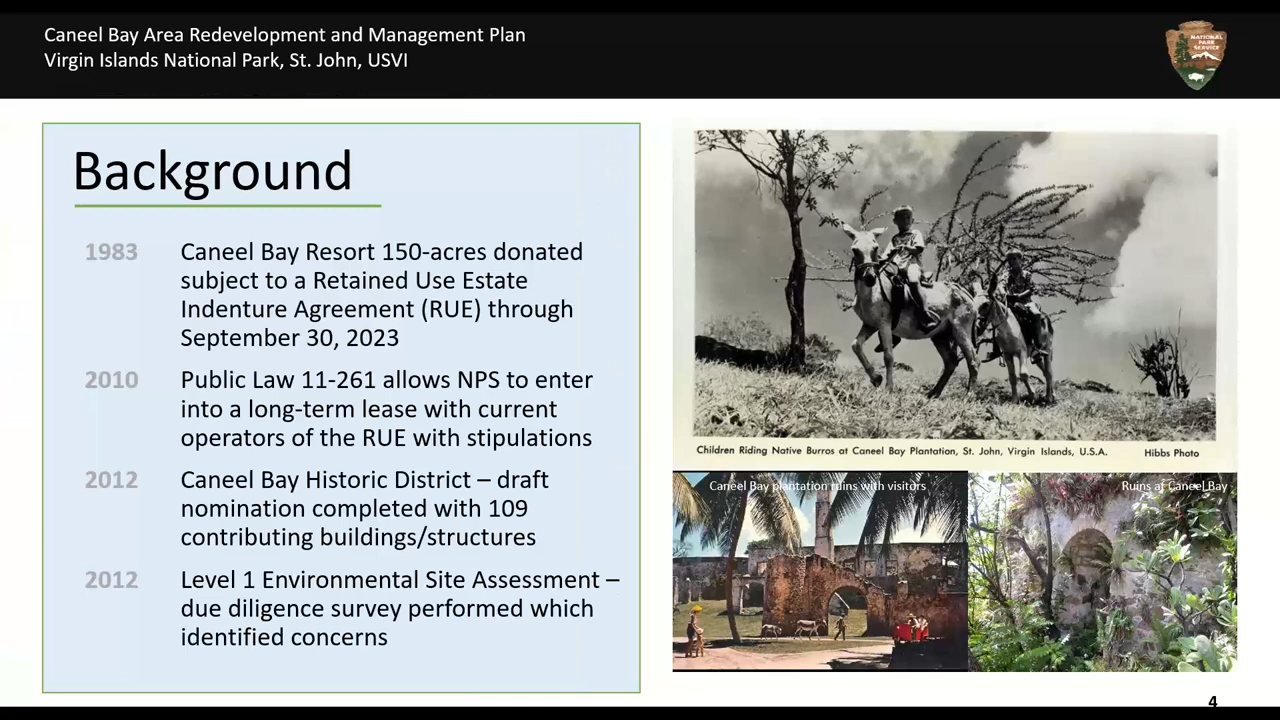 Caneel Bay Area Redevelopment and Management Plan
Virgin Islands National Park, St. John, USVI
NATIONAL
PARK
SERVICE
Background
1983
Caneel Bay Resort 150-acres donated
subject to a Retained Use Estate
Indenture Agreement (RUE) through
September 30, 2023
2010
Public Law 11-261 allows NPS to enter
into a long-term lease with current
operators of the RUE with stipulations
2012
Caneel Bay Historic District – draft
nomination completed with 109
contributing buildings/structures
2012
Level 1 Environmental Site Assessment –
due diligence survey performed which
identified concerns
Children Riding Native Burros at Caneel Bay Plantation, St. John, Virgin Islands, U.S.A.
Hibbs Photo
Caneel Bay plantation ruins with visitors
Ruins at Caneel Bay
4